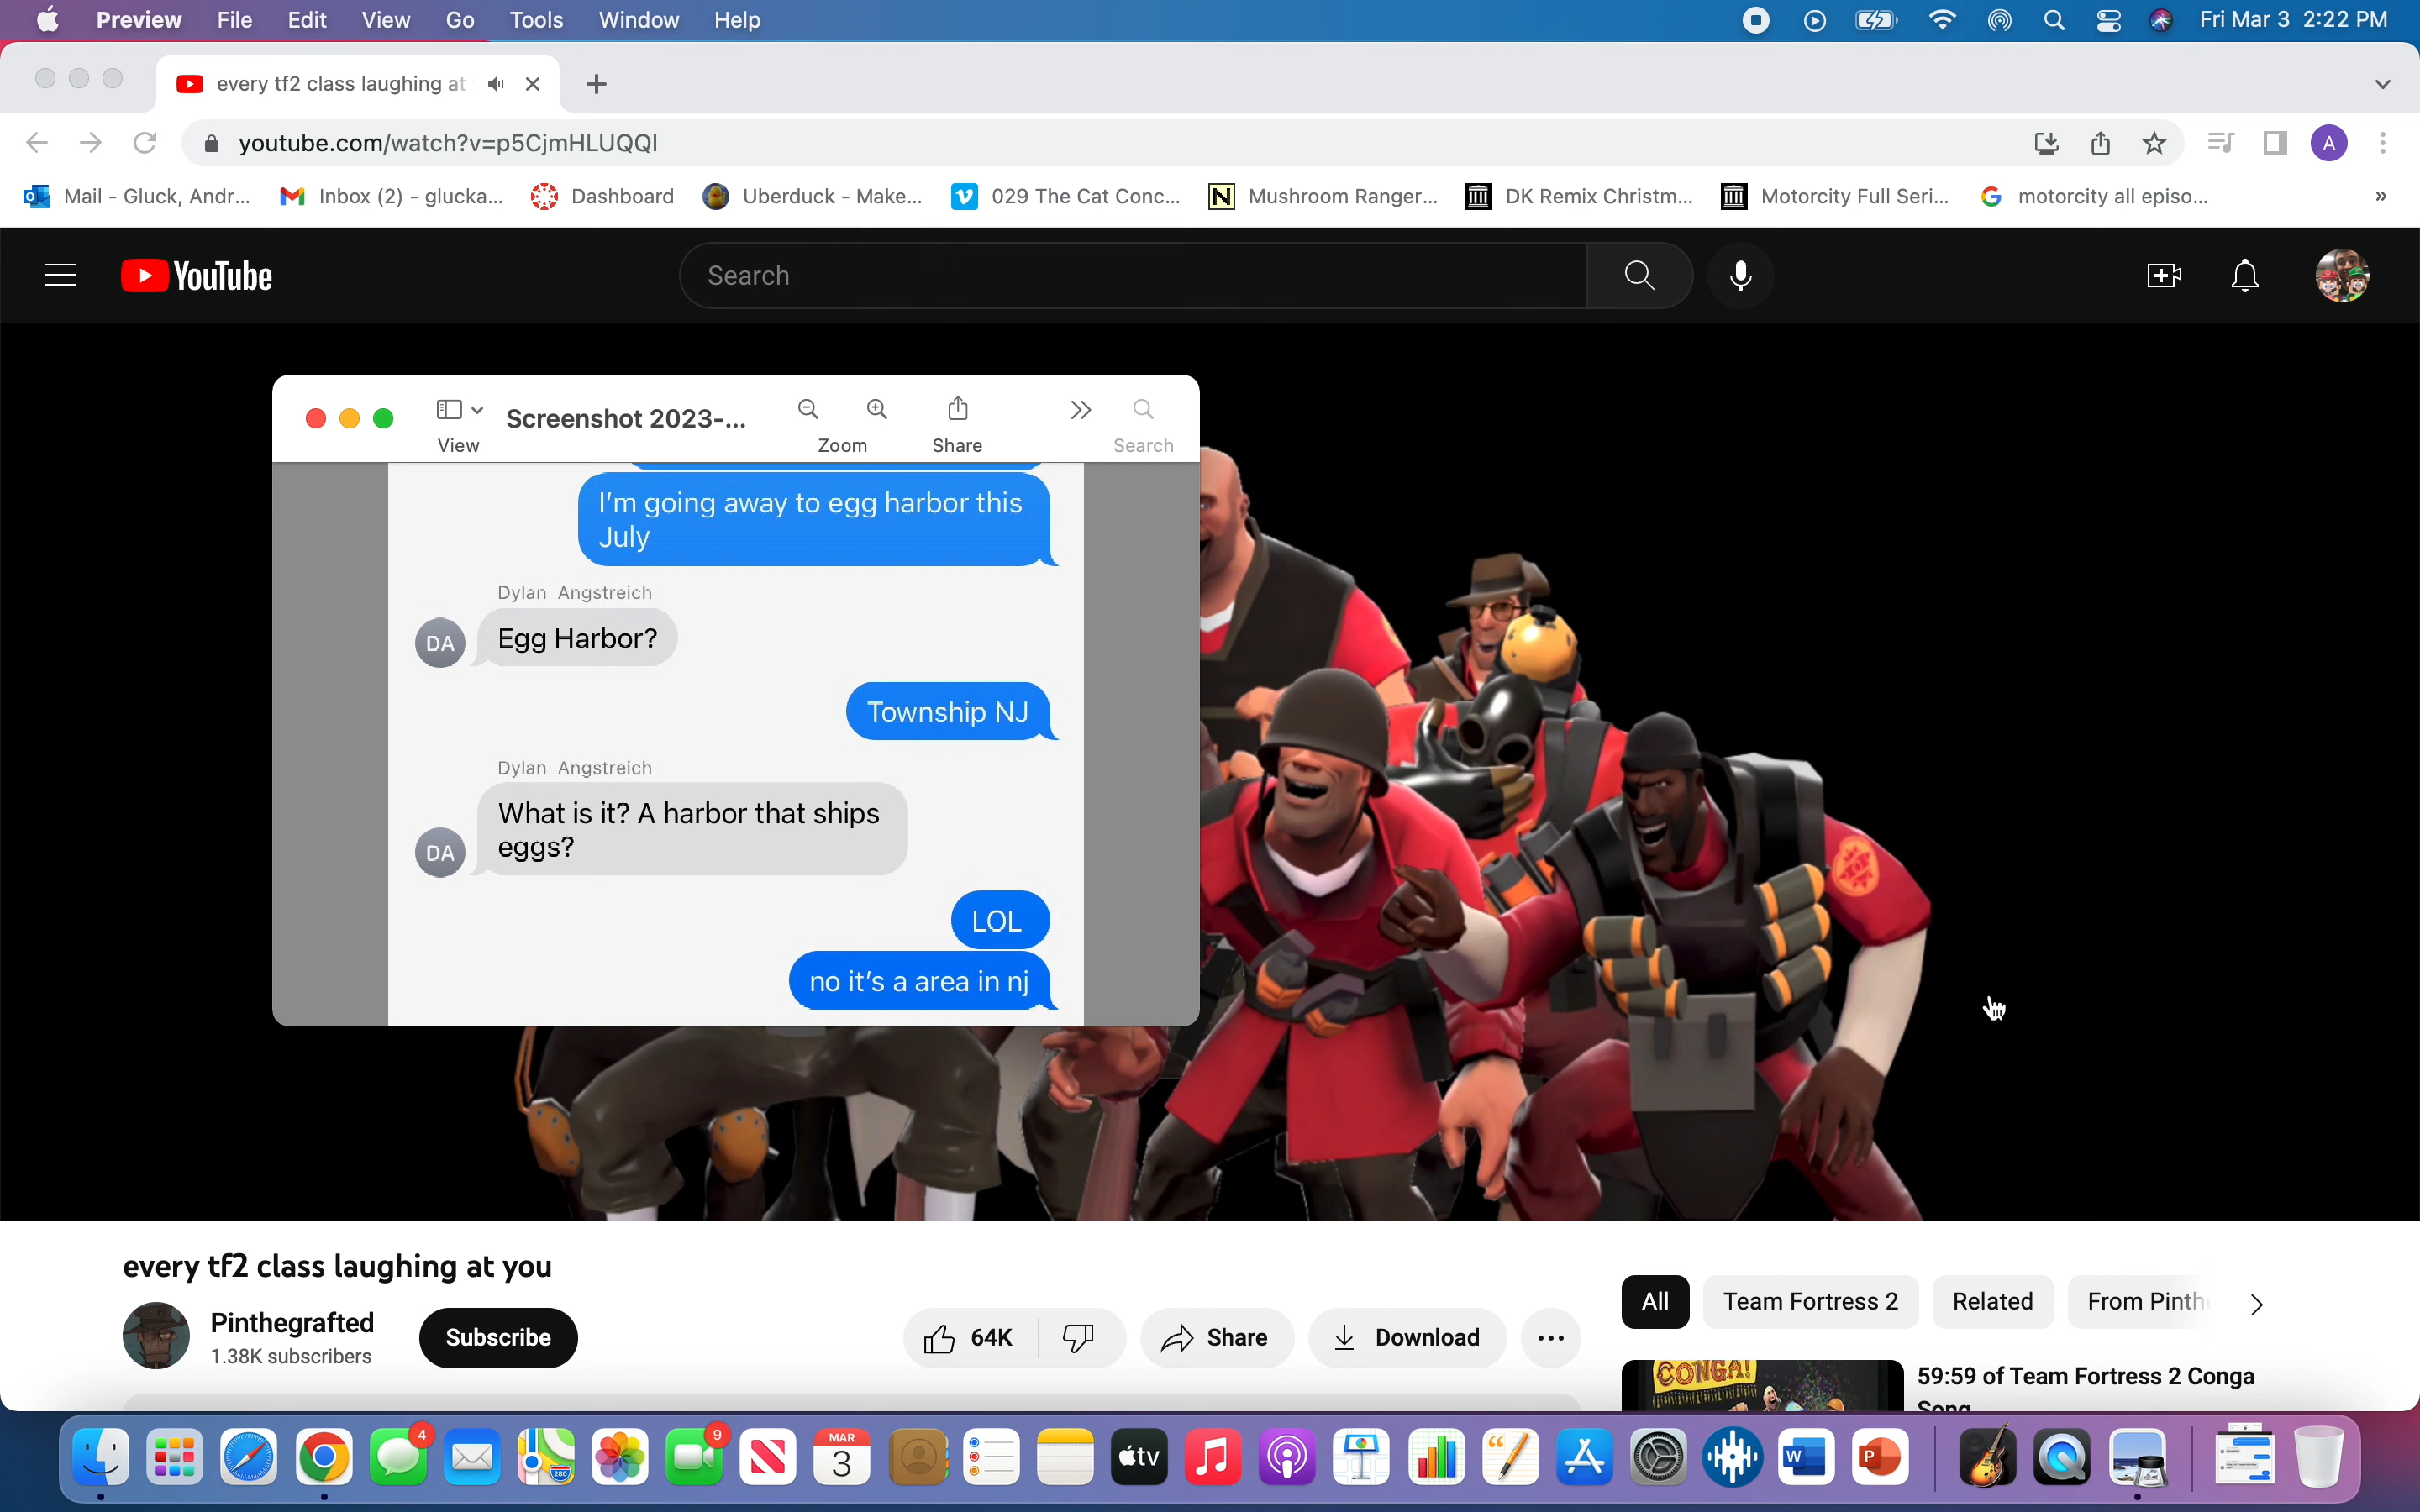 Preview File Edit View Go Tools Window Help Fri Mar 3 2:22 PM
every tf2 class laughing at
youtube.com/watch?v=p5CjmHLUQQI A
Mail - Gluck, Andr... Inbox (2) - glucka... Dashboard Uberduck - Make... 029 The Cat Conc... Mushroom Ranger... DK Remix Christm... Motorcity Full Seri... motorcity all episo... »
YouTube Search
Screenshot 2023-...
View Zoom Share Search
I'm going away to egg harbor this
July
Dylan Angstreich
DA Egg Harbor?
Township NJ
Dylan Angstreich
What is it? A harbor that ships
eggs?
DA
LOL
no it's a area in nj
every tf2 class laughing at you
Pinthegrafted
1.38K subscribers
Subscribe 64K Share Download
All Team Fortress 2 Related From Pinth
CONGA!
59:59 of Team Fortress 2 Conga
Song
4 9 MAR 3 280 tv W P